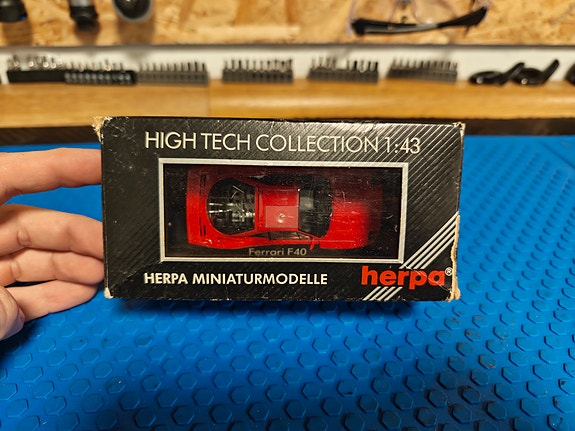 HIGH TECH COLLECTION 1:43
Ferrari F40
HERPA MINIATURMODELLE
herpa®